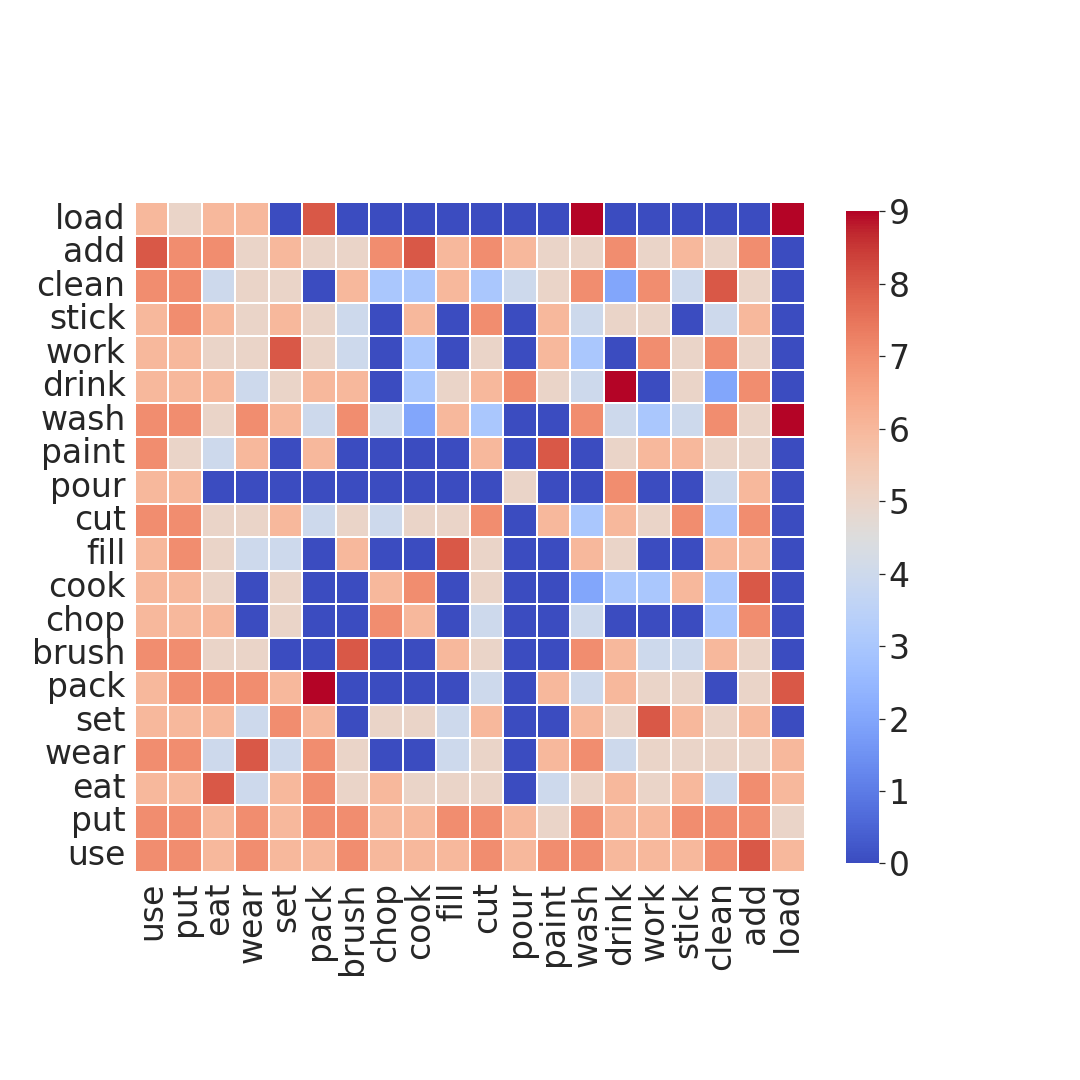 load
add
clean
stick
work
drink
wash
paint
pour
cut
fill
cook
chop
brush
pack
set
wear
eat
put
use
use put eat wear set pack brush chop cook fill cut pour paint wash drink work stick clean add load
9
8
7
6
5
4
3
2
1
0